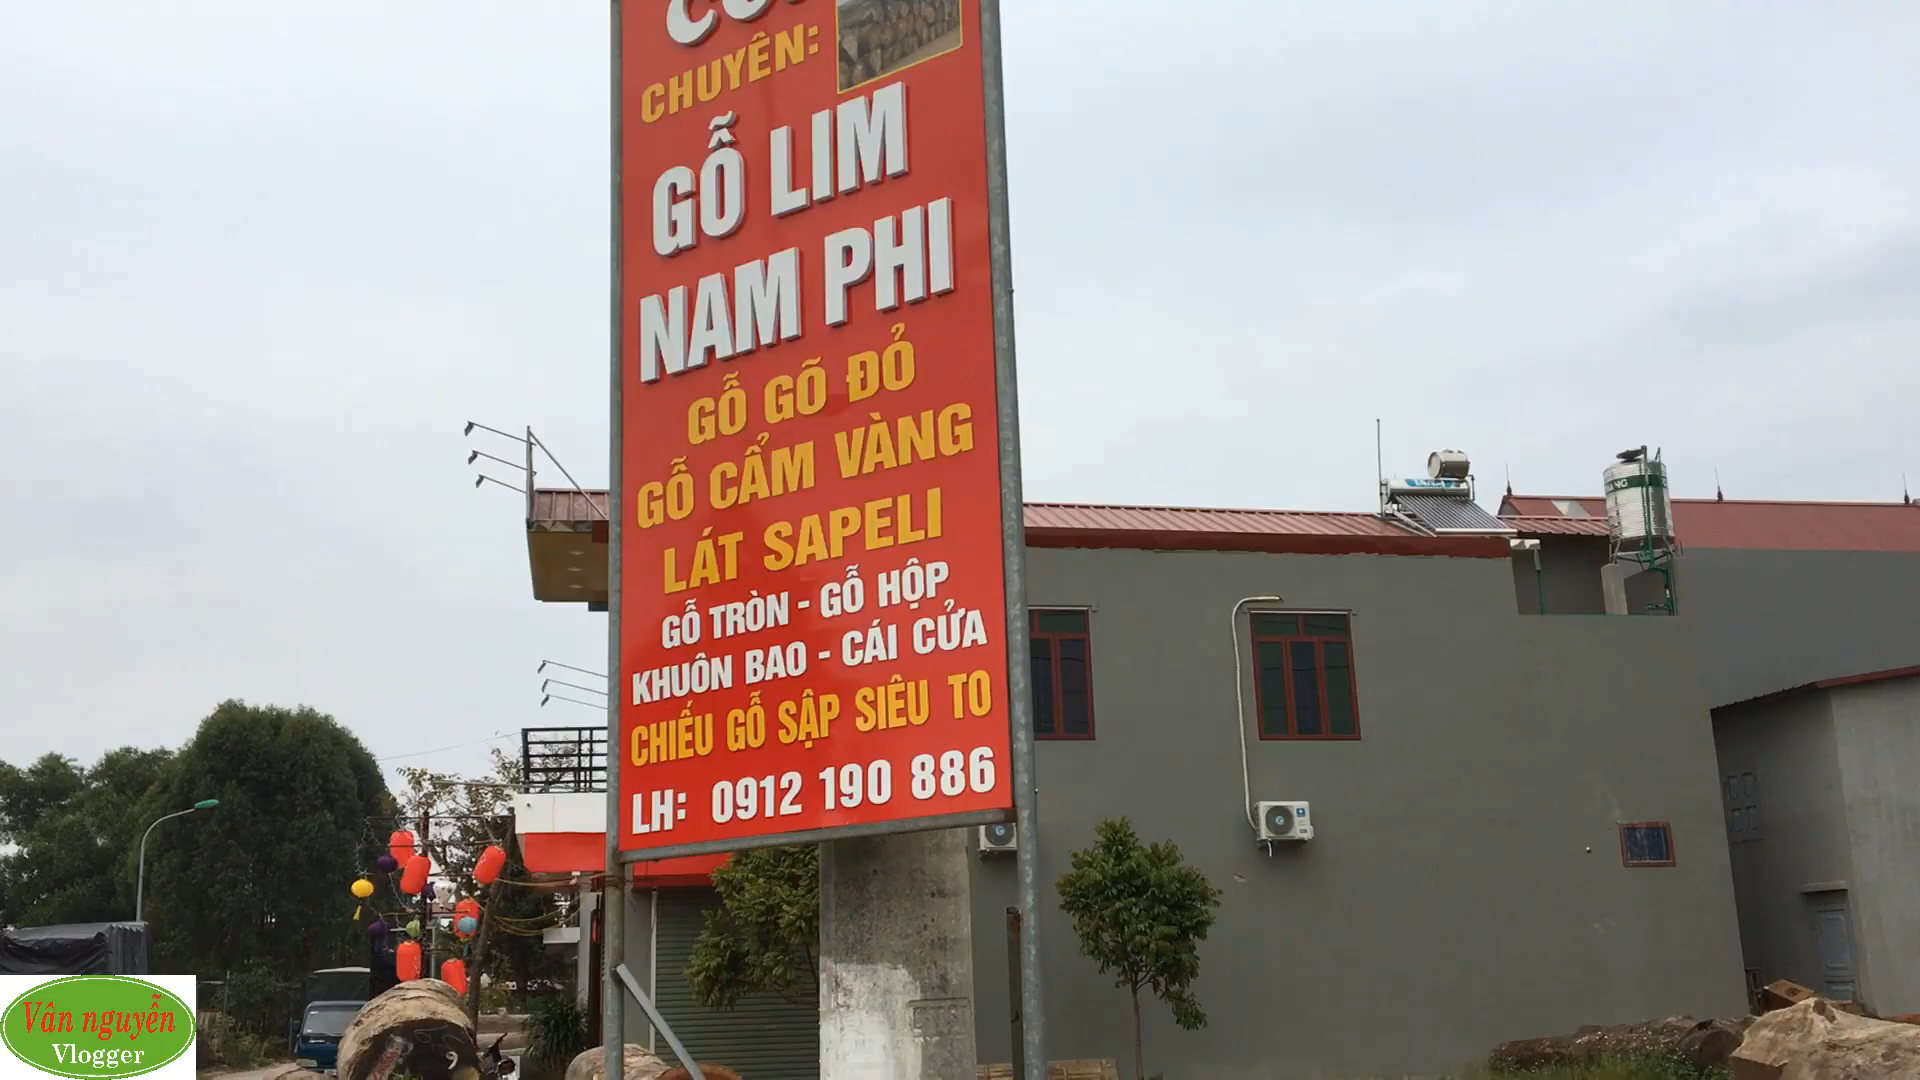 CHUYÊN:
GỖ LIM
NAM PHI
GỖ GÕ ĐỎ
GỖ CẨM VÀNG
LÁT SAPELI
GỖ TRÒN - GỖ HỘP
KHUÔN BAO - CÁI CỬA
CHIẾU GỖ SẬP SIÊU TO
LH: 0912 190 886
Vân nguyễn
Vlogger